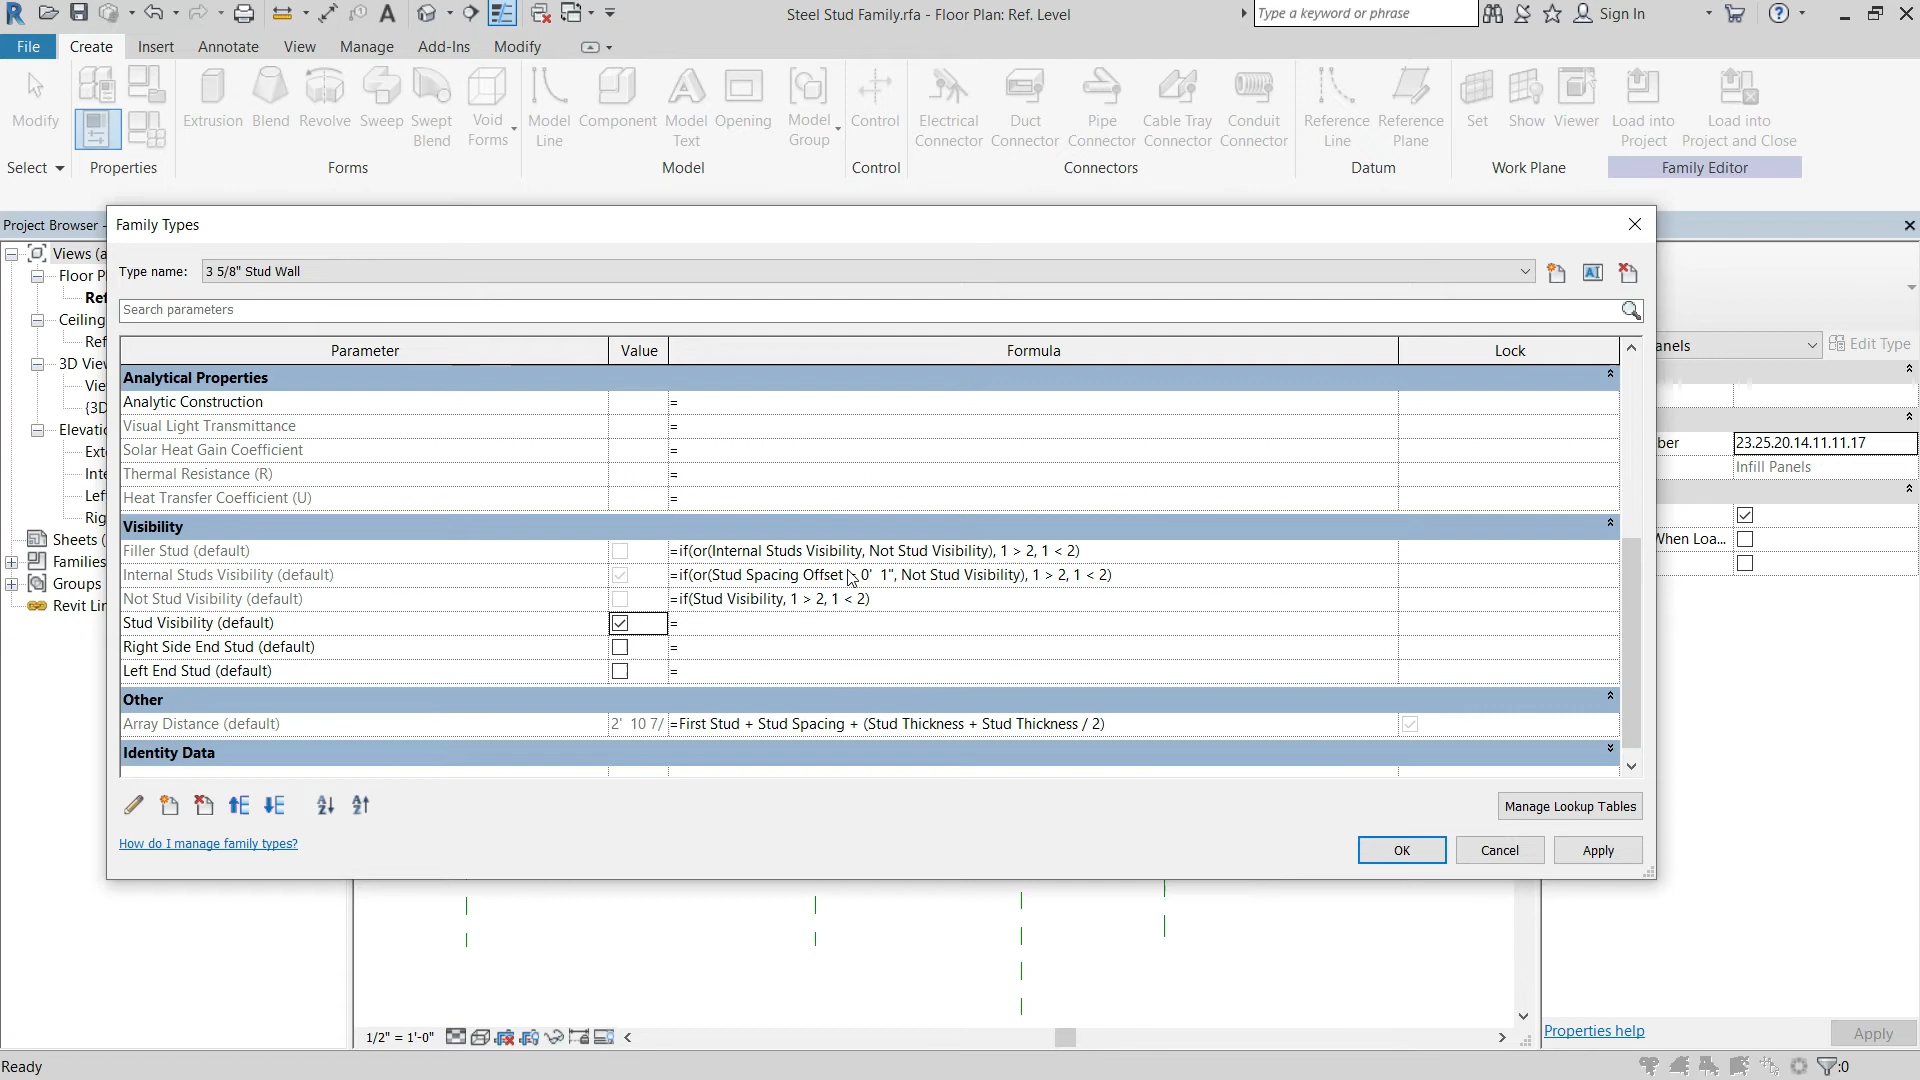 Steel Stud Family.rfa - Floor Plan: Ref. Level
Type a keyword or phrase
Sign In
File Create Insert Annotate View Manage Add-Ins Modify
Modify
Extrusion Blend Revolve Sweep Swept Blend Void Forms
Model Line Component Model Text Opening Model Group
Control
Electrical Connector Duct Connector Pipe Connector Cable Tray Connector Conduit Connector
Reference Line Reference Plane
Set Show Viewer
Load into Project Load into Project and Close
Select Properties Forms Model Control Connectors Datum Work Plane Family Editor
Project Browser -
Views (a
Floor P
Ref
Ceiling
Ref
3D View
Vie
{3D
Elevatio
Ext
Inte
Left
Rig
Sheets (
Families
Groups
Revit Lin
Family Types
Type name: 3 5/8" Stud Wall
Search parameters
Parameter Value Formula Lock
Analytical Properties
Analytic Construction =
Visual Light Transmittance =
Solar Heat Gain Coefficient =
Thermal Resistance (R) =
Heat Transfer Coefficient (U) =
Visibility
Filler Stud (default) =if(or(Internal Studs Visibility, Not Stud Visibility), 1 > 2, 1 < 2)
Internal Studs Visibility (default) =if(or(Stud Spacing Offset 0' 1", Not Stud Visibility), 1 > 2, 1 < 2)
Not Stud Visibility (default) =if(Stud Visibility, 1 > 2, 1 < 2)
Stud Visibility (default) =
Right Side End Stud (default) =
Left End Stud (default) =
Other
Array Distance (default) 2' 10 7/ =First Stud + Stud Spacing + (Stud Thickness + Stud Thickness / 2)
Identity Data
Manage Lookup Tables
How do I manage family types?
OK Cancel Apply
anels
Edit Type
ber 23.25.20.14.11.11.17
Infill Panels
When Loa...
1/2" = 1'-0"
Properties help
Apply
Ready
:0